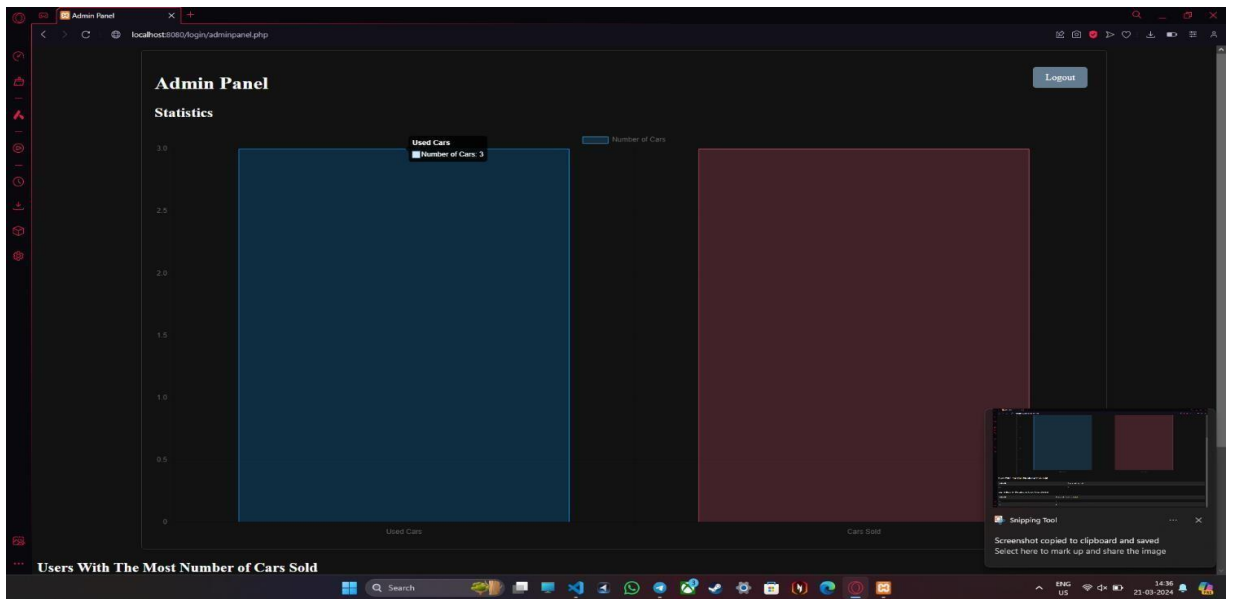 Admin Panel
localhost:8080/login/adminpanel.php
Admin Panel
Logout
Statistics
Number of Cars
Used Cars
Number of Cars: 3
3.0
2.5
2.0
1.5
1.0
0.5
0
Used Cars
Cars Sold
Snipping Tool
Screenshot copied to clipboard and saved
Select here to mark up and share the image
Users With The Most Number of Cars Sold
Search
ENG
US
14:36
21-03-2024